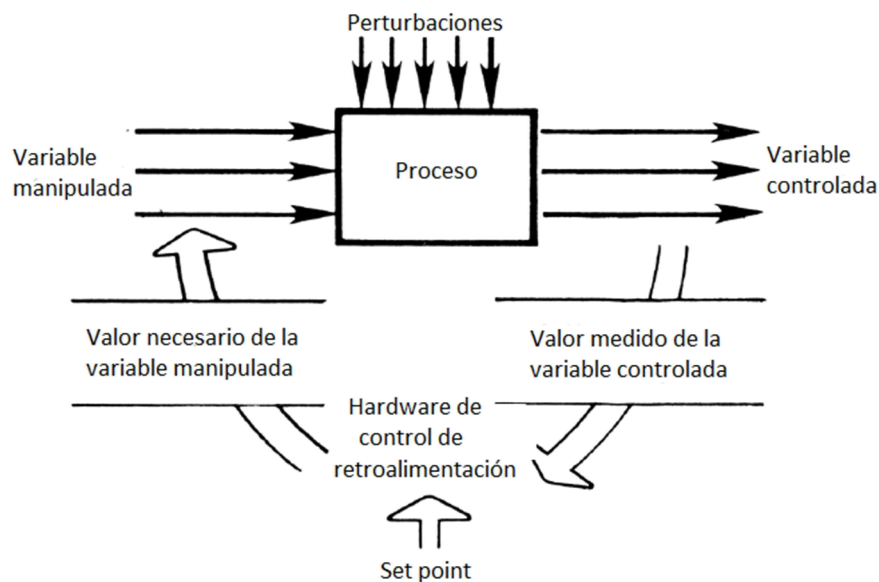 Perturbaciones
Variable
manipulada
Proceso
Variable
controlada
Valor necesario de la
variable manipulada
Valor medido de la
variable controlada
Hardware de
control de
retroalimentación
Set point